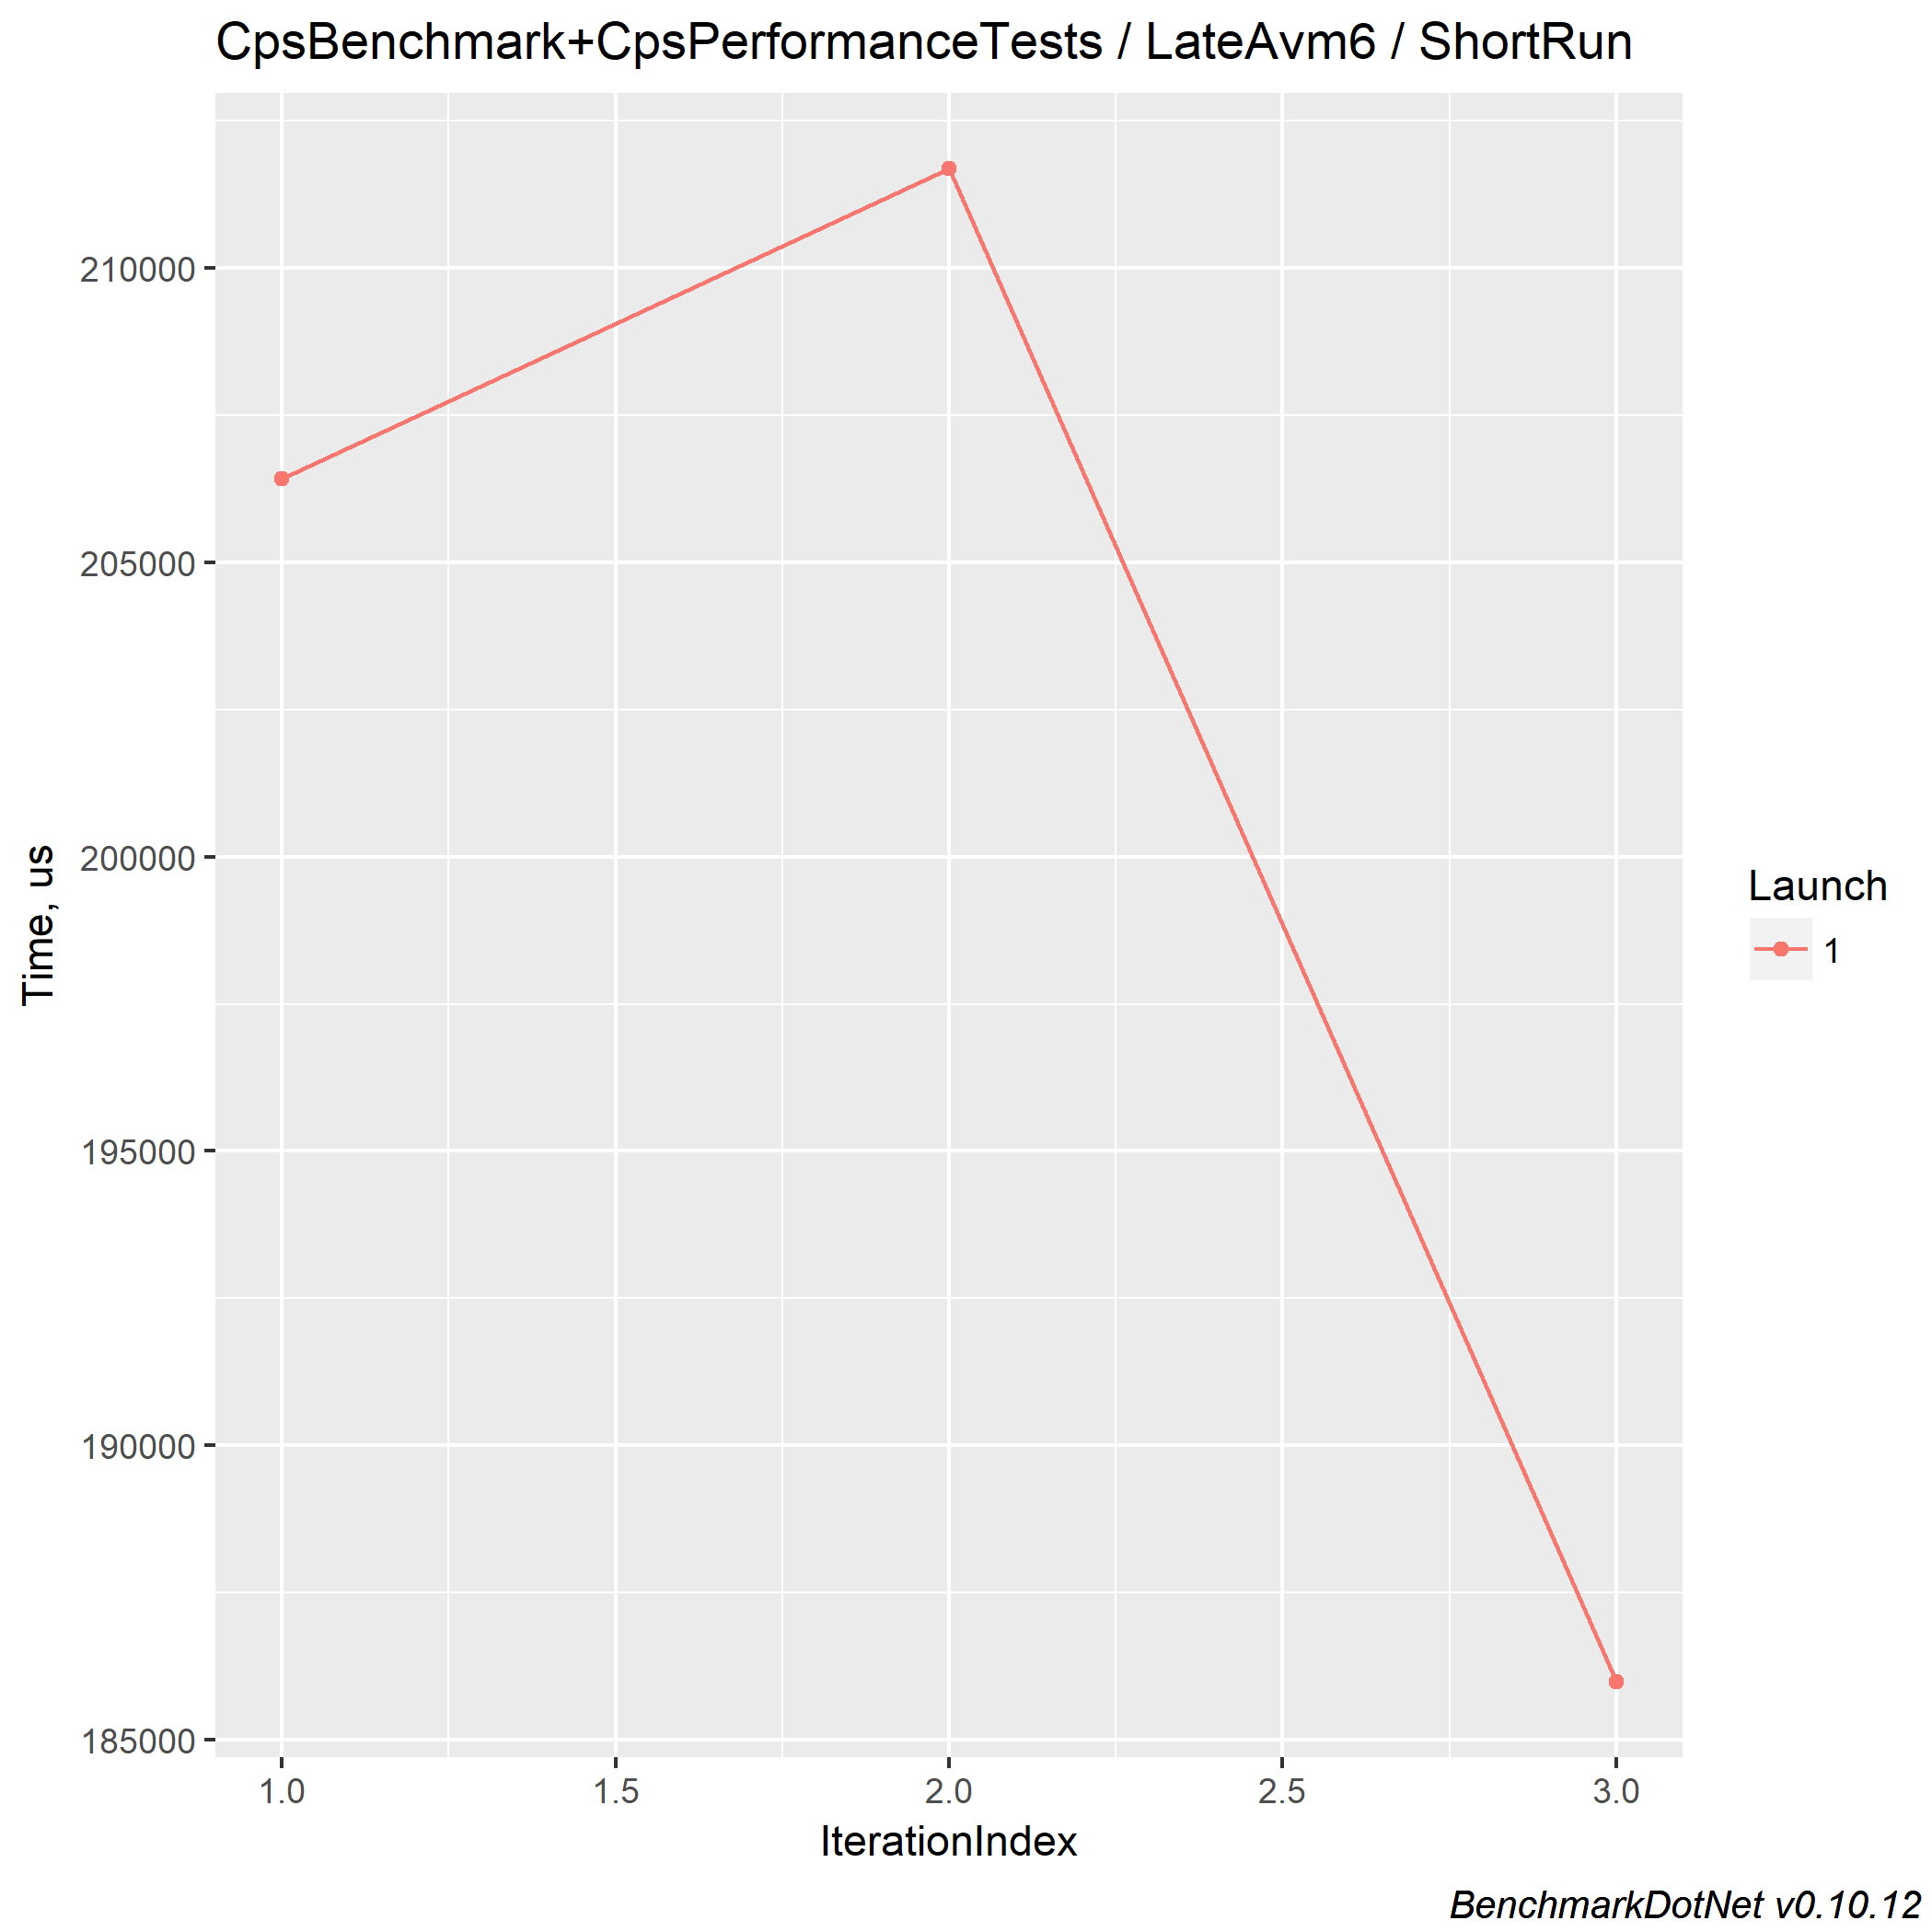 CpsBenchmark+CpsPerformanceTests / LateAvm6 / ShortRun
Time, us
210000
205000
200000
195000
190000
185000
1.0
1.5
2.0
2.5
3.0
IterationIndex
Launch
1
BenchmarkDotNet v0.10.12